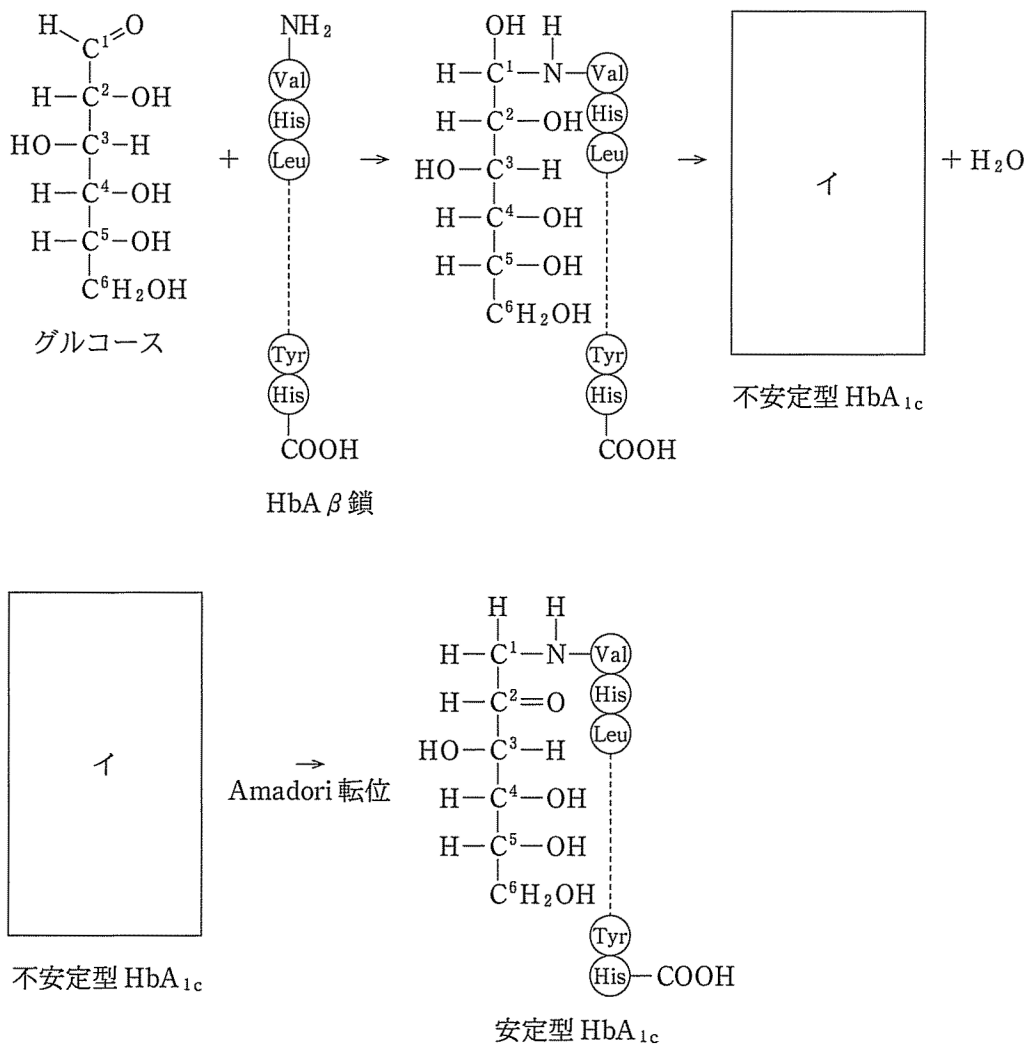 H O NH₂ OH H
C¹ Val H—C¹—N—Val
H—C²—OH His H—C²—OH His
HO—C³—H + Leu → HO—C³—H Leu → イ + H₂O
H—C⁴—OH H—C⁴—OH
H—C⁵—OH H—C⁵—OH
C⁶H₂OH C⁶H₂OH
グルコース Tyr Tyr
His His 不安定型 HbA₁c
COOH COOH
HbA β 鎖
H H
H—C¹—N—Val
H—C²=O His
HO—C³—H Leu
イ → H—C⁴—OH
Amadori 転位
H—C⁵—OH
C⁶H₂OH
Tyr
不安定型 HbA₁c His—COOH
安定型 HbA₁c